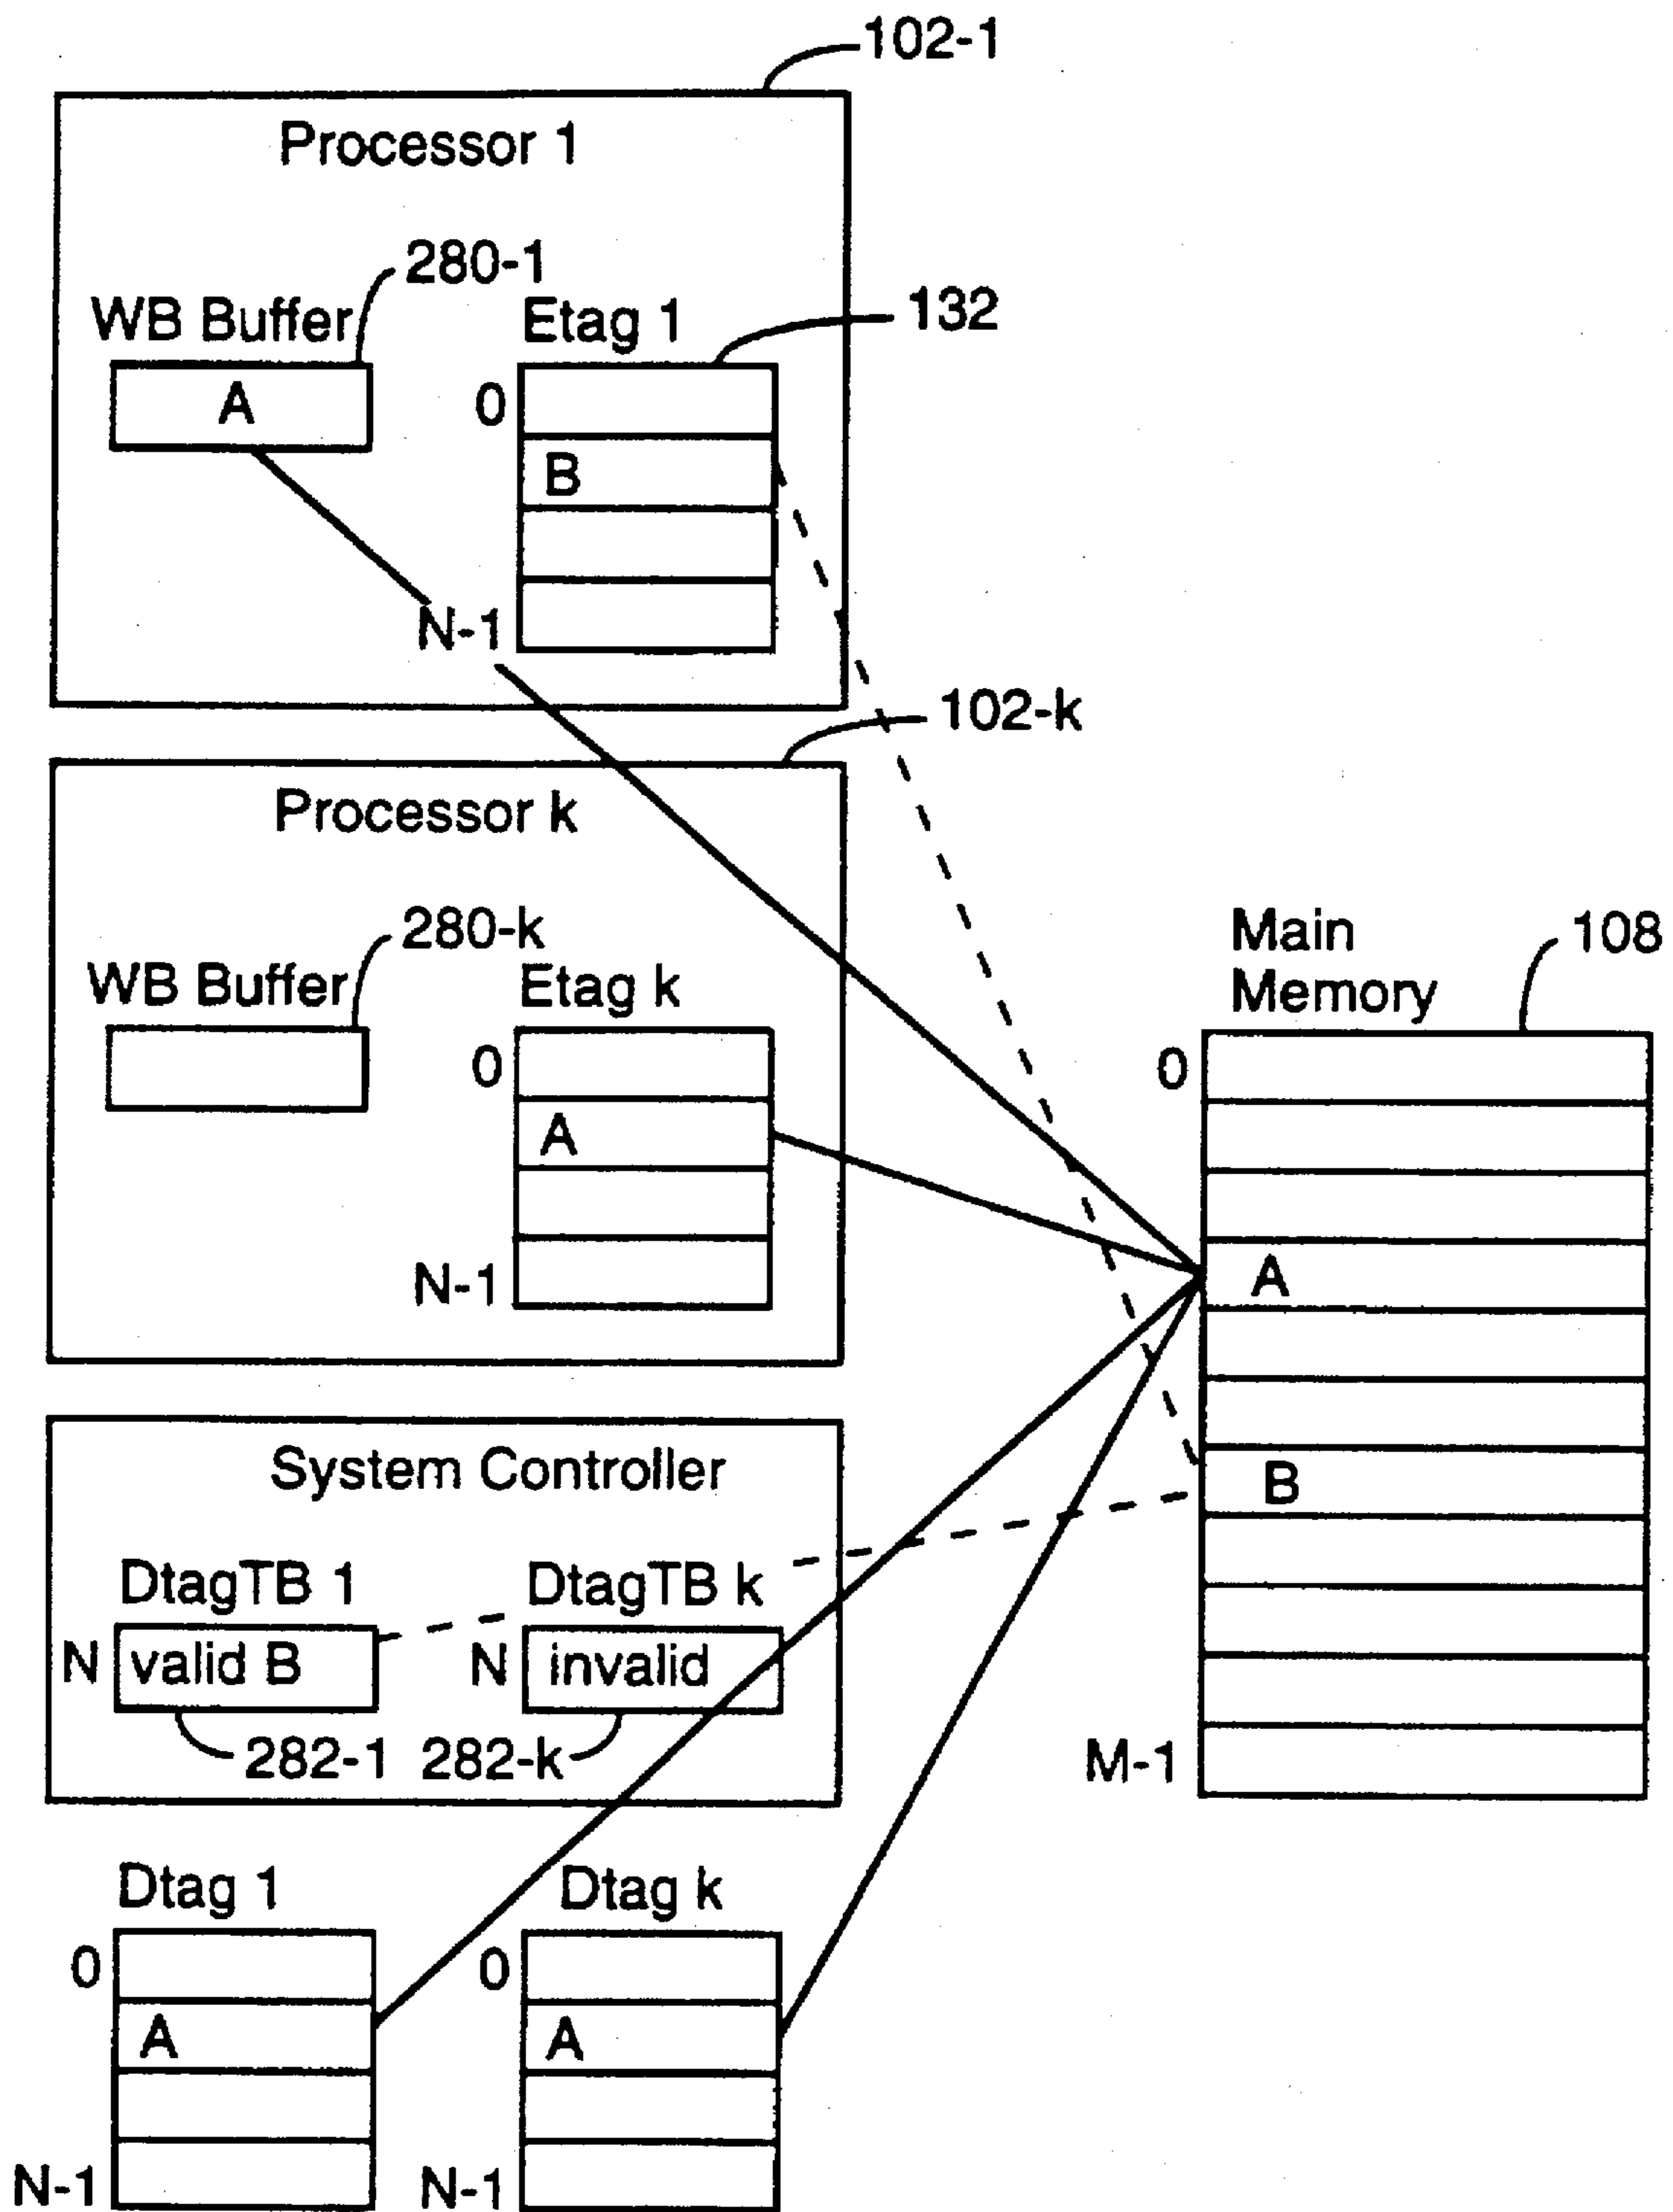 102-1
Processor 1
280-1
WB Buffer
Etag 1
132
A
0
B
N-1
102-k
Processor k
280-k
WB Buffer
Etag k
0
A
N-1
Main
Memory
108
0
A
B
M-1
System Controller
DtagTB 1
DtagTB k
N
valid B
N
invalid
282-1
282-k
Dtag 1
Dtag k
0
A
N-1
0
A
N-1